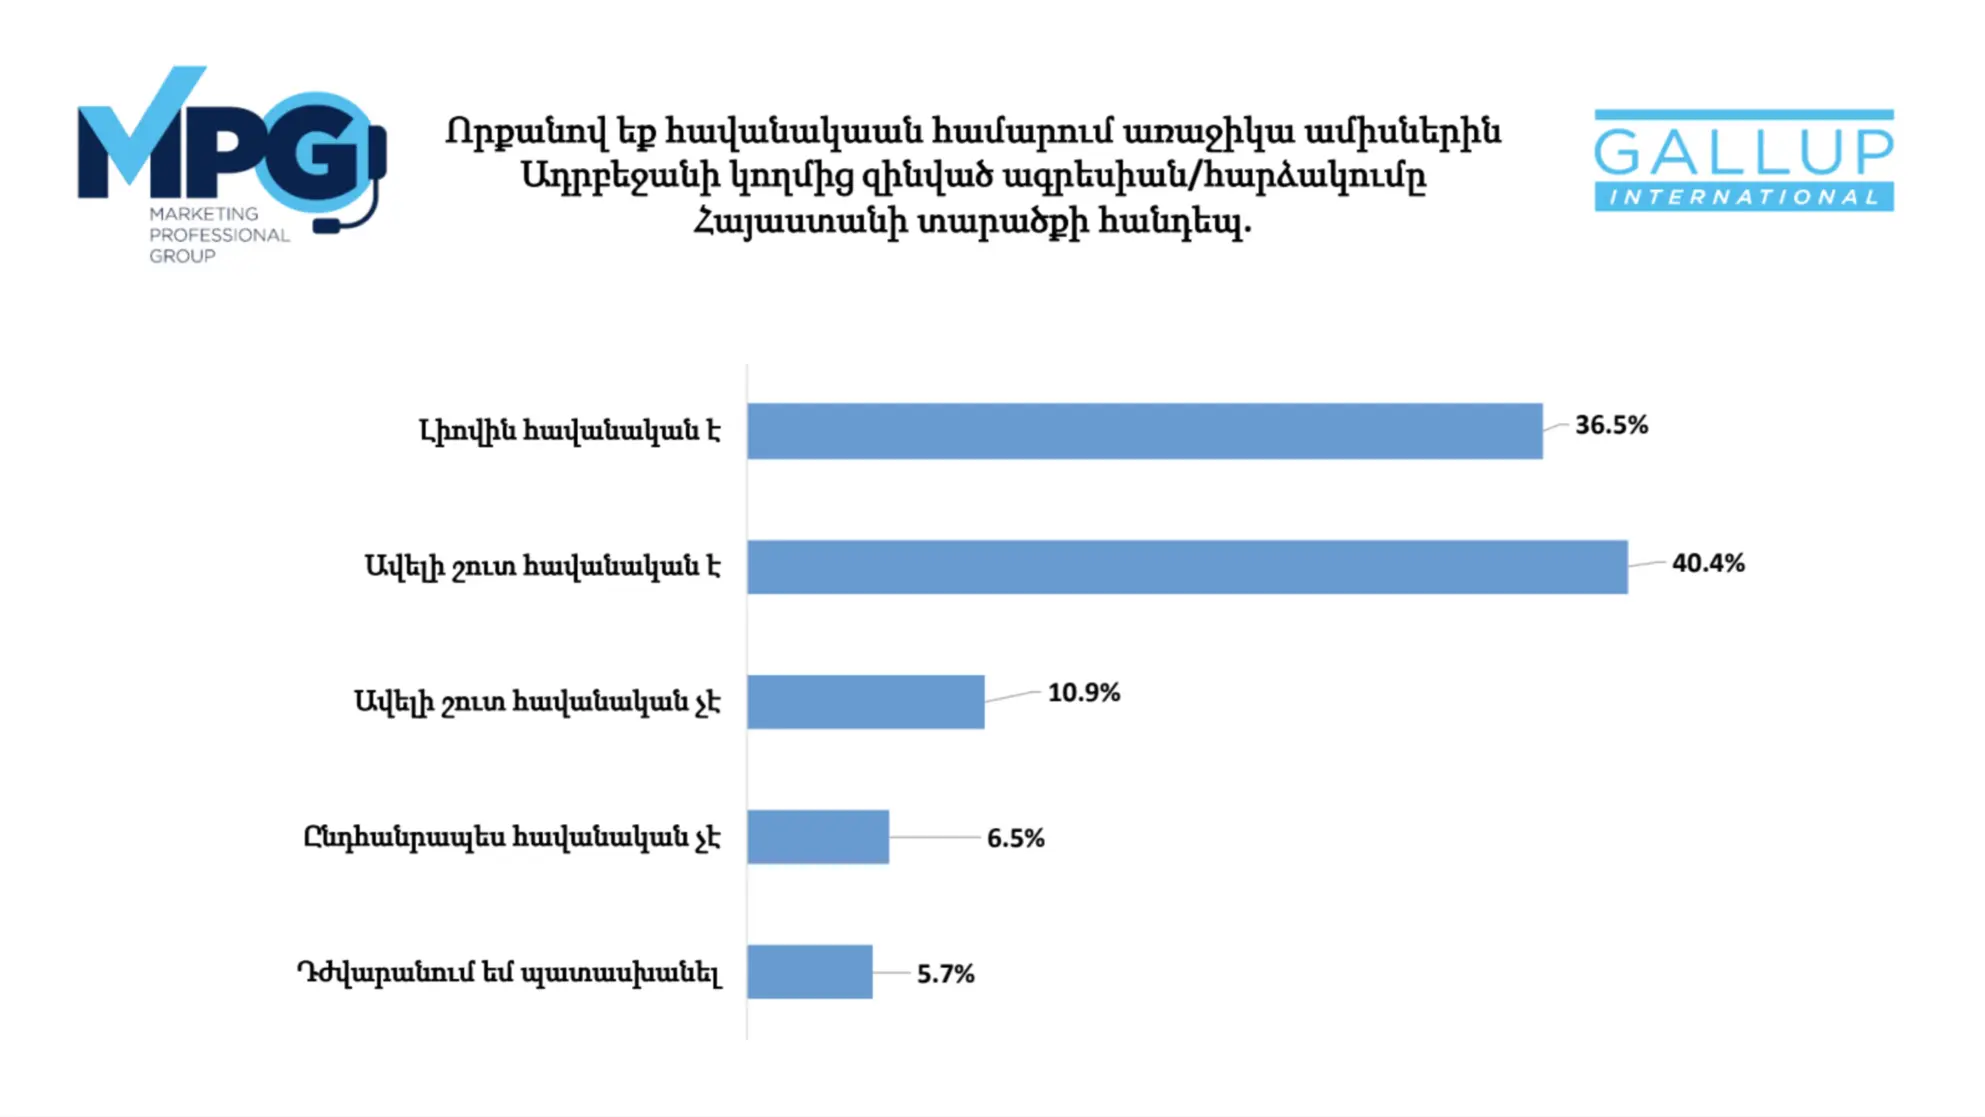 MPG
MARKETING
PROFESSIONAL
GROUP
Որքանով եք հավանակաան համարում առաջիկա ամիսներին
Ադրբեջանի կողմից զինված ագրեսիան/հարձակումը
Հայաստանի տարածքի հանդեպ.
GALLUP
INTERNATIONAL
Լիովին հավանական է
36.5%
Ավելի շուտ հավանական է
40.4%
Ավելի շուտ հավանական չէ
10.9%
Ընդհանրապես հավանական չէ
6.5%
Դժվարանում եմ պատասխանել
5.7%